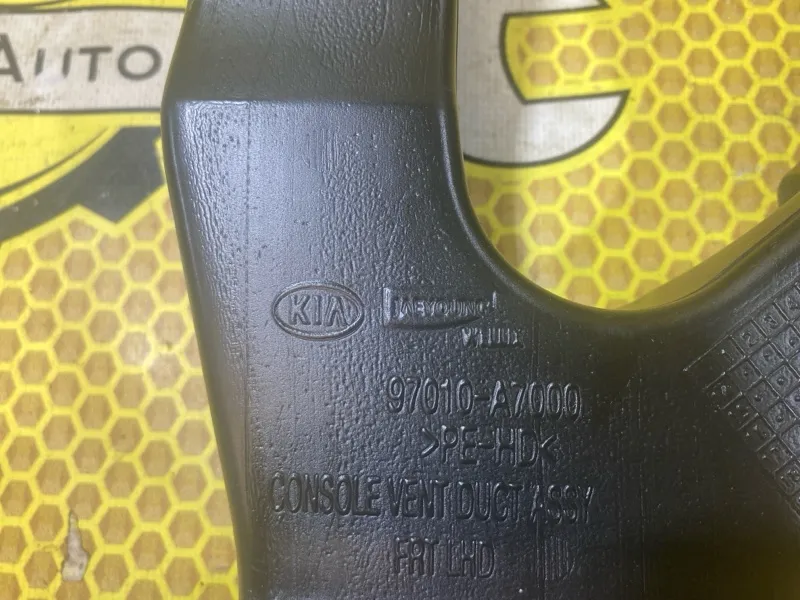 AUTO
KIA
97010-A7000
>PE-HD<
CONSOLE VENT DUCT ASSY
FRT LHD